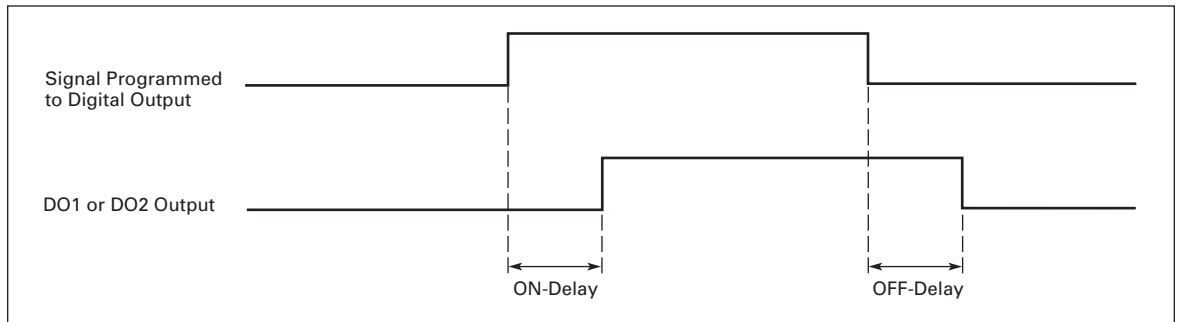 Signal Programmed
to Digital Output
DO1 or DO2 Output
ON-Delay
OFF-Delay